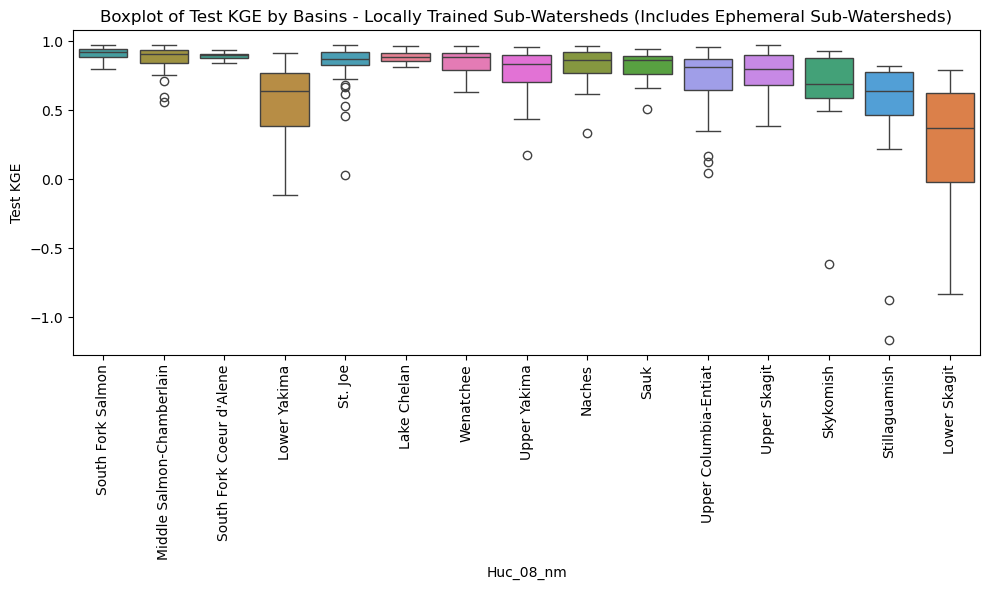 Boxplot of Test KGE by Basins - Locally Trained Sub-Watersheds (Includes Ephemeral Sub-Watersheds)
Test KGE
1.0
0.5
0.0
−0.5
−1.0
South Fork Salmon
Middle Salmon-Chamberlain
South Fork Coeur d'Alene
Lower Yakima
St. Joe
Lake Chelan
Wenatchee
Upper Yakima
Naches
Sauk
Upper Columbia-Entiat
Upper Skagit
Skykomish
Stillaguamish
Lower Skagit
Huc_08_nm